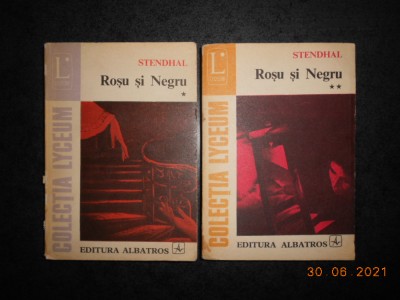 L
STENDHAL
Roșu și Negru
*
COLECȚIA LYCEUM
EDITURA ALBATROS
L
STENDHAL
Roșu și Negru
**
COLECȚIA LYCEUM
EDITURA ALBATROS
30.06.2021